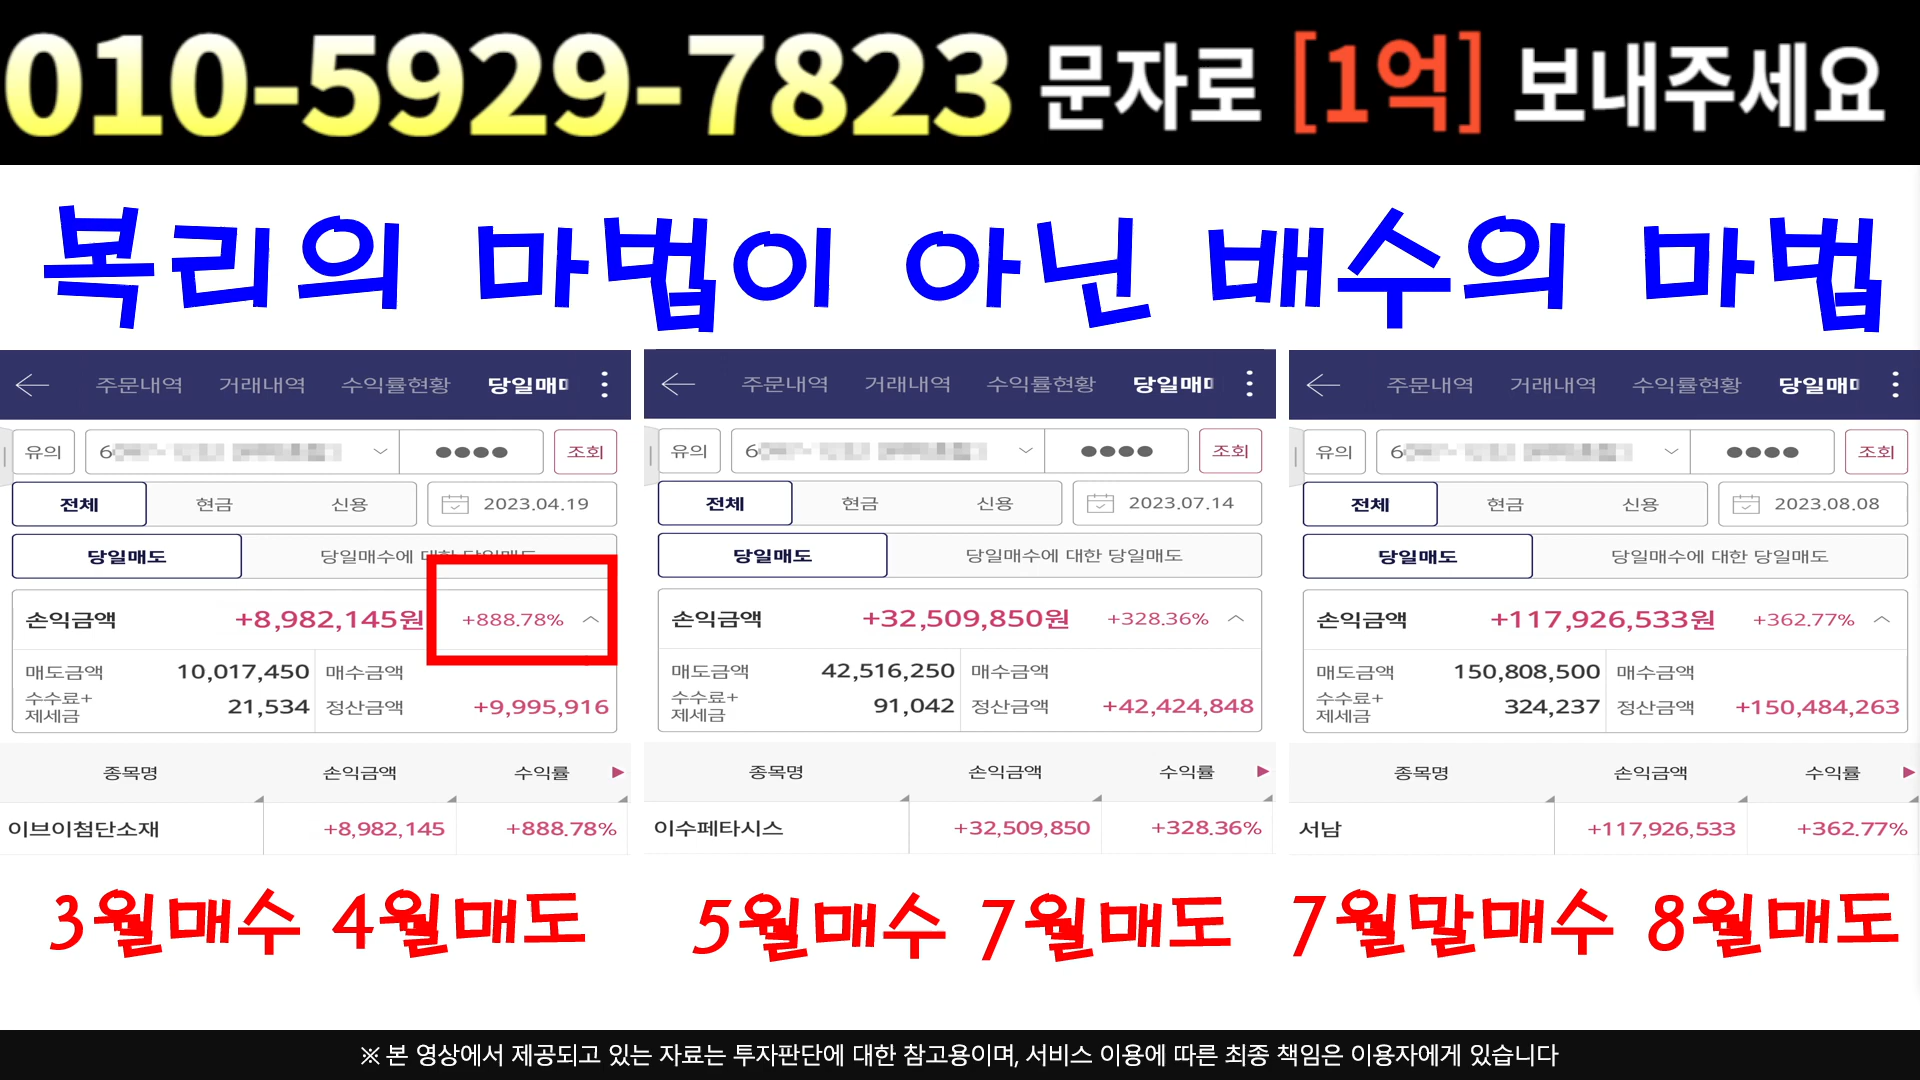 010-5929-7823 문자로 [1억] 보내주세요
복리의 마법이 아닌 배수의 마법
주문내역 거래내역 수익률현황 당일매
유의 6 ●●●● 조회
전체 현금 신용 2023.04.19
당일매도 당일매수에 대한 당일매도
손익금액 +8,982,145원 +888.78%
매도금액 10,017,450 매수금액
수수료+
제세금 21,534 정산금액 +9,995,916
종목명 손익금액 수익률
이브이첨단소재 +8,982,145 +888.78%
3월매수 4월매도
주문내역 거래내역 수익률현황 당일매
유의 6 ●●●● 조회
전체 현금 신용 2023.07.14
당일매도 당일매수에 대한 당일매도
손익금액 +32,509,850원 +328.36%
매도금액 42,516,250 매수금액
수수료+
제세금 91,042 정산금액 +42,424,848
종목명 손익금액 수익률
이수페타시스 +32,509,850 +328.36%
5월매수 7월매도
주문내역 거래내역 수익률현황 당일매
유의 6 ●●●● 조회
전체 현금 신용 2023.08.08
당일매도 당일매수에 대한 당일매도
손익금액 +117,926,533원 +362.77%
매도금액 150,808,500 매수금액
수수료+
제세금 324,237 정산금액 +150,484,263
종목명 손익금액 수익률
서남 +117,926,533 +362.77%
7월말매수 8월매도
※ 본 영상에서 제공되고 있는 자료는 투자판단에 대한 참고용이며, 서비스 이용에 따른 최종 책임은 이용자에게 있습니다